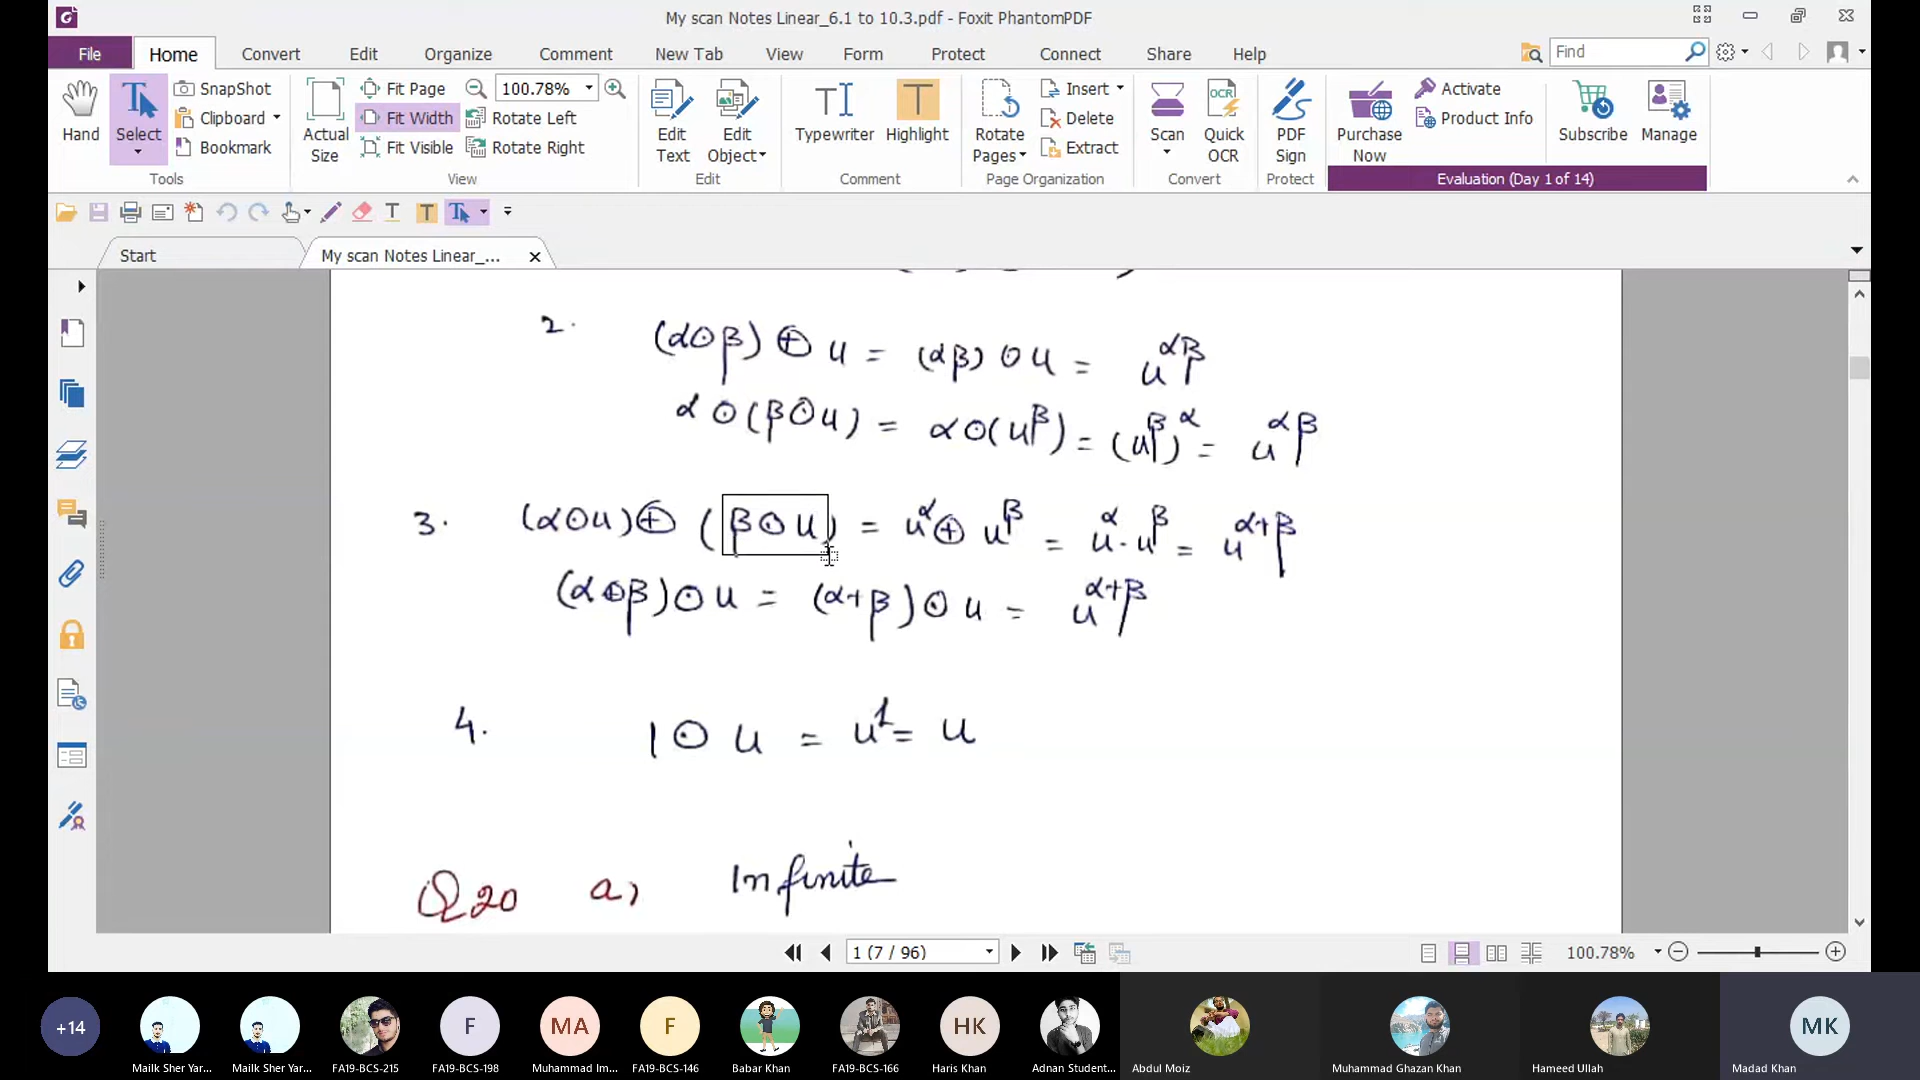 My scan Notes Linear_6.1 to 10.3.pdf - Foxit PhantomPDF
File Home Convert Edit Organize Comment New Tab View Form Protect Connect Share Help Find
Hand Select SnapShot Clipboard Bookmark
Tools
Actual Size Fit Page Fit Width Fit Visible 100.78% Rotate Left Rotate Right
View
Edit Text Edit Object
Edit
Typewriter Highlight
Comment
Rotate Pages Insert Delete Extract
Page Organization
Scan Quick OCR
Convert
PDF Sign
Protect
Purchase Now Activate Product Info Subscribe Manage
Evaluation (Day 1 of 14)
Start My scan Notes Linear_...
2. (α⊙β)⊕u = (αβ)⊙u = u^αβ
α⊙(β⊙u) = α⊙(u^β) = (u^β)^α = u^αβ
3. (α⊙u)⊕(β⊙u) = u^α⊕u^β = u^α.u^β = u^α+β
(α⊕β)⊙u = (α+β)⊙u = u^α+β
4. 1⊙u = u^1 = u
Q20 a) Infinite
1 (7 / 96) 100.78%
+14 F MA F HK MK
Mailk Sher Yar... Mailk Sher Yar... FA19-BCS-215 FA19-BCS-198 Muhammad Im... FA19-BCS-146 Babar Khan FA19-BCS-166 Haris Khan Adnan Student... Abdul Moiz Muhammad Ghazan Khan Hameed Ullah Madad Khan